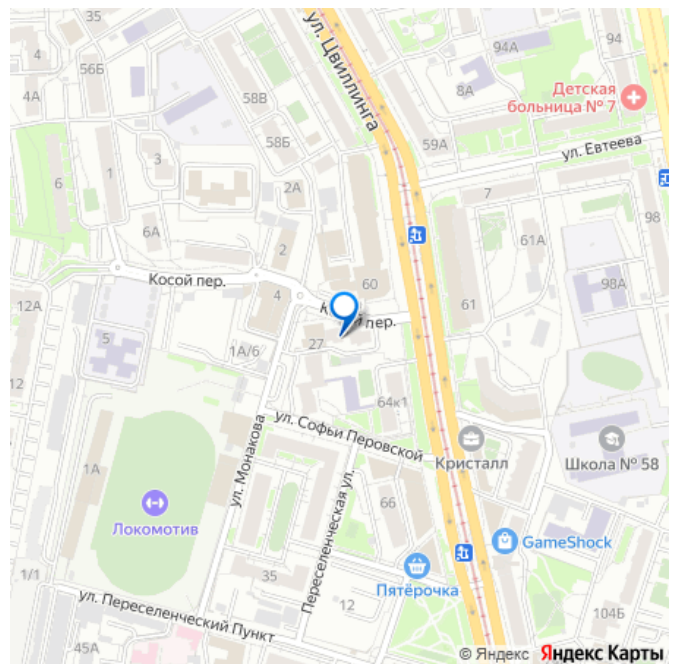 35
4
56Б
4А
ул. Цвиллинга
94А
94
58В
8А
Детская
больница № 7
58Б
59А
ул. Евтеева
3
1
6
2А
7
6А
2
61А
98
Косой пер.
4
60
61
98А
12А
Косой пер.
27
5
1А/6
12
64к1
ул. Софьи Перовской
ул. Монакова
Кристалл
Школа № 58
1А
Локомотив
Переселенческая ул.
66
GameShock
35
Пятёрочка
1/1
12
ул. Переселенческий Пункт
104Б
45А
© Яндекс Яндекс Карты